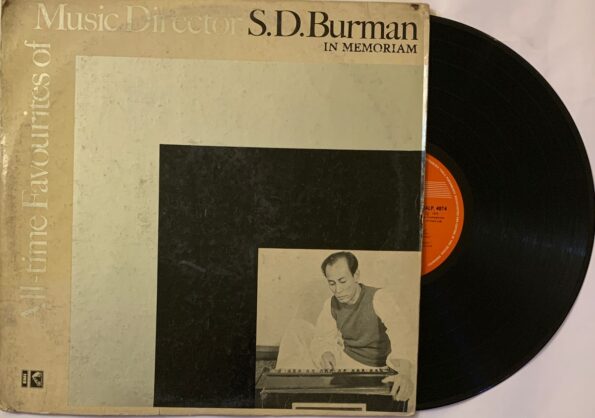 All-time Favourites of
Music Director S.D.Burman
IN MEMORIAM